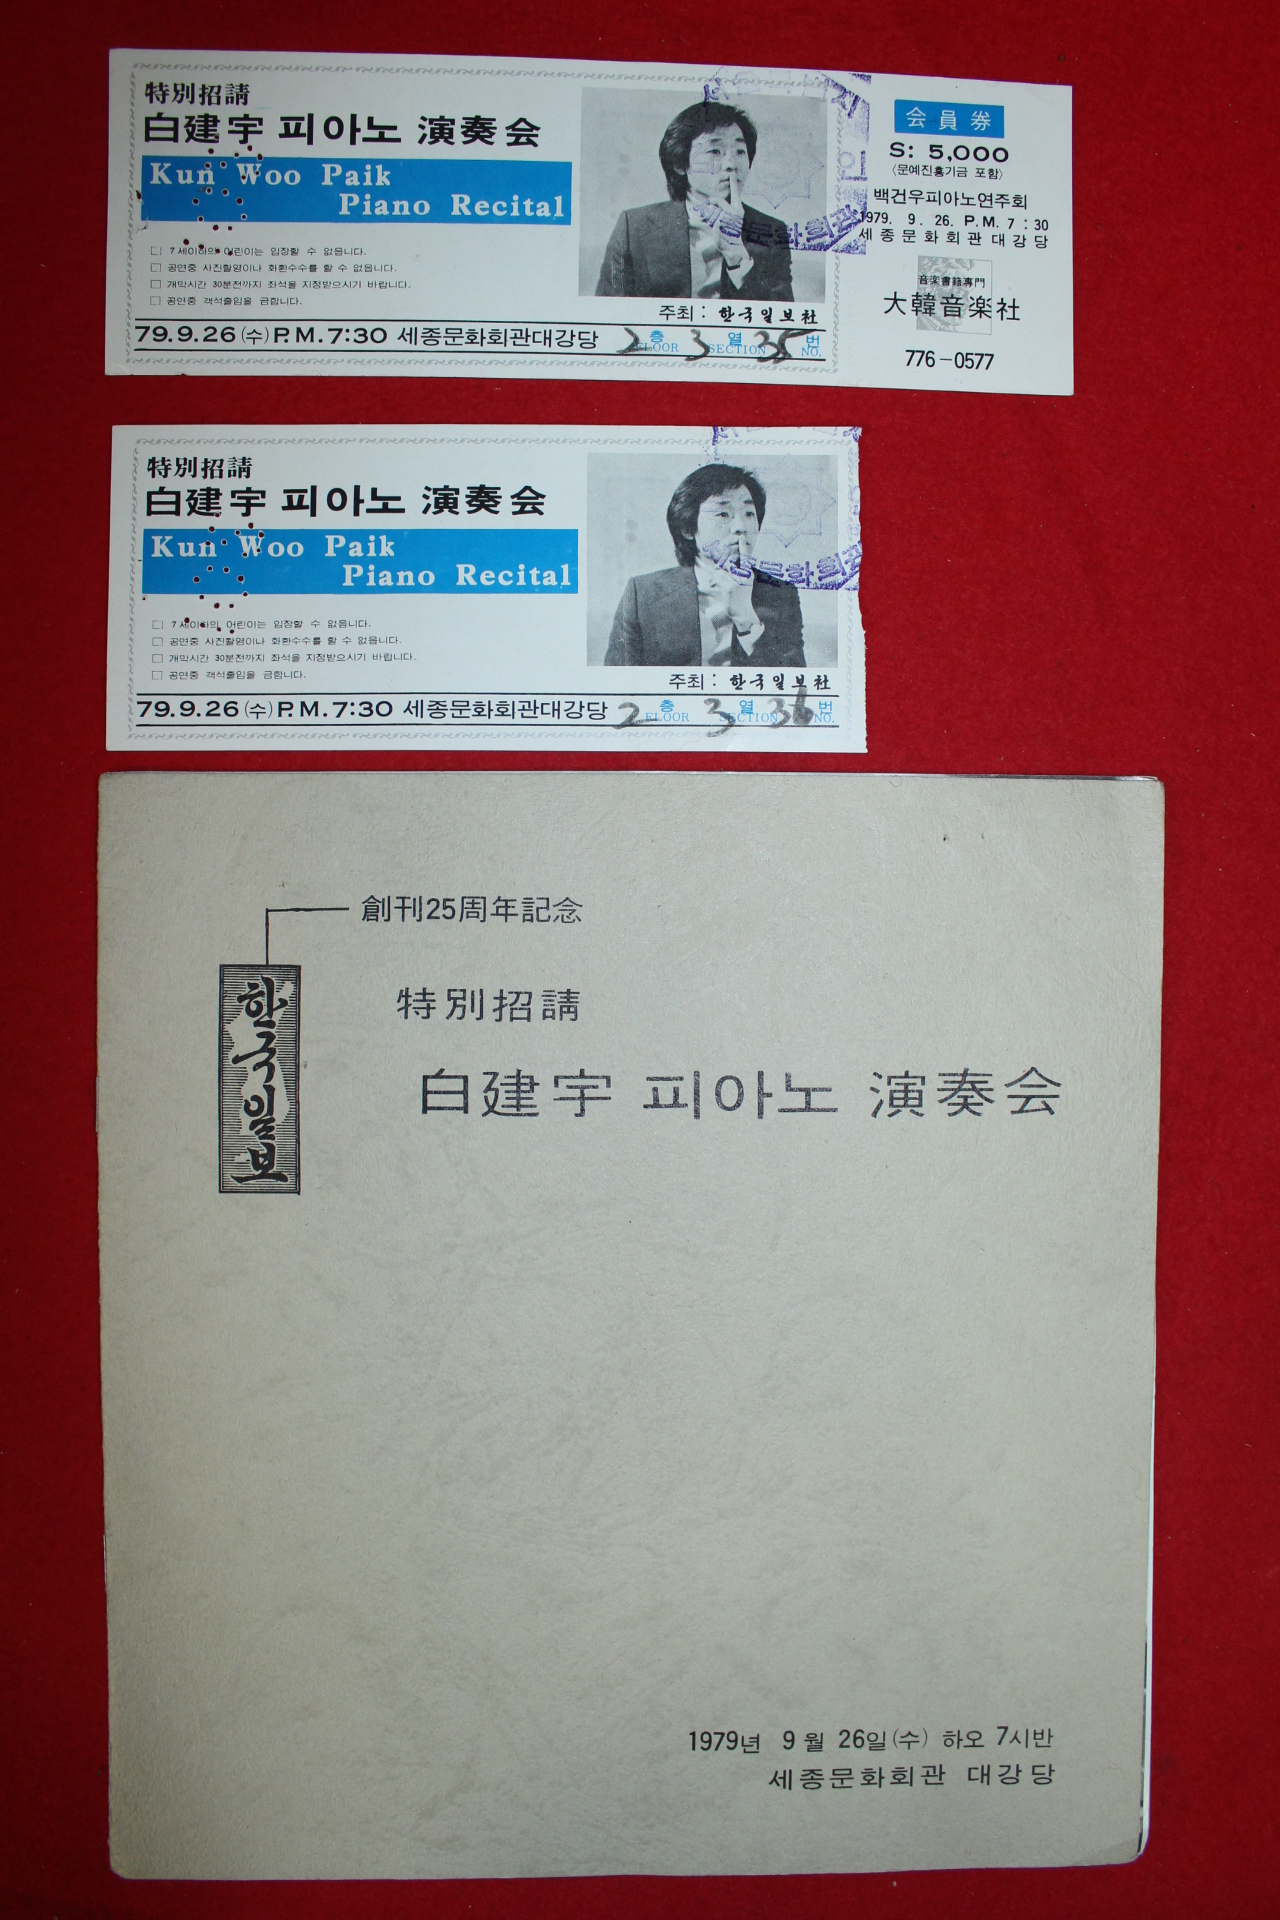 特別招請
白建宇 피아노 演奏会
Kun Woo Paik
Piano Recital
□ 7세이하의 어린이는 입장할 수 없읍니다.
□ 공연중 사진촬영이나 화환수수를 할 수 없읍니다.
□ 개막시간 30분전까지 좌석을 지정받으시기 바랍니다.
□ 공연중 객석출입을 금합니다.
주최 : 한국일보社
79.9.26 (수) P.M. 7:30 세종문화회관대강당 2 층 FLOOR 3 열 SECTION 35 번 NO.
세종문화회관
인
会員券
S: 5,000
〈문예진흥기금 포함〉
백건우피아노연주회
1979. 9. 26. P.M. 7 : 30
세종문화회관대강당
音楽書籍専門
大韓音楽社
776-0577
特別招請
白建宇 피아노 演奏会
Kun Woo Paik
Piano Recital
□ 7세이하의 어린이는 입장할 수 없읍니다.
□ 공연중 사진촬영이나 화환수수를 할 수 없읍니다.
□ 개막시간 30분전까지 좌석을 지정받으시기 바랍니다.
□ 공연중 객석출입을 금합니다.
주최 : 한국일보社
79.9.26 (수) P.M. 7:30 세종문화회관대강당 2 층 FLOOR 3 열 SECTION 36 번 NO.
세종문화회관
創刊25周年記念
한국일보
特別招請
白建宇 피아노 演奏会
1979년 9월 26일(수) 하오 7시반
세종문화회관 대강당